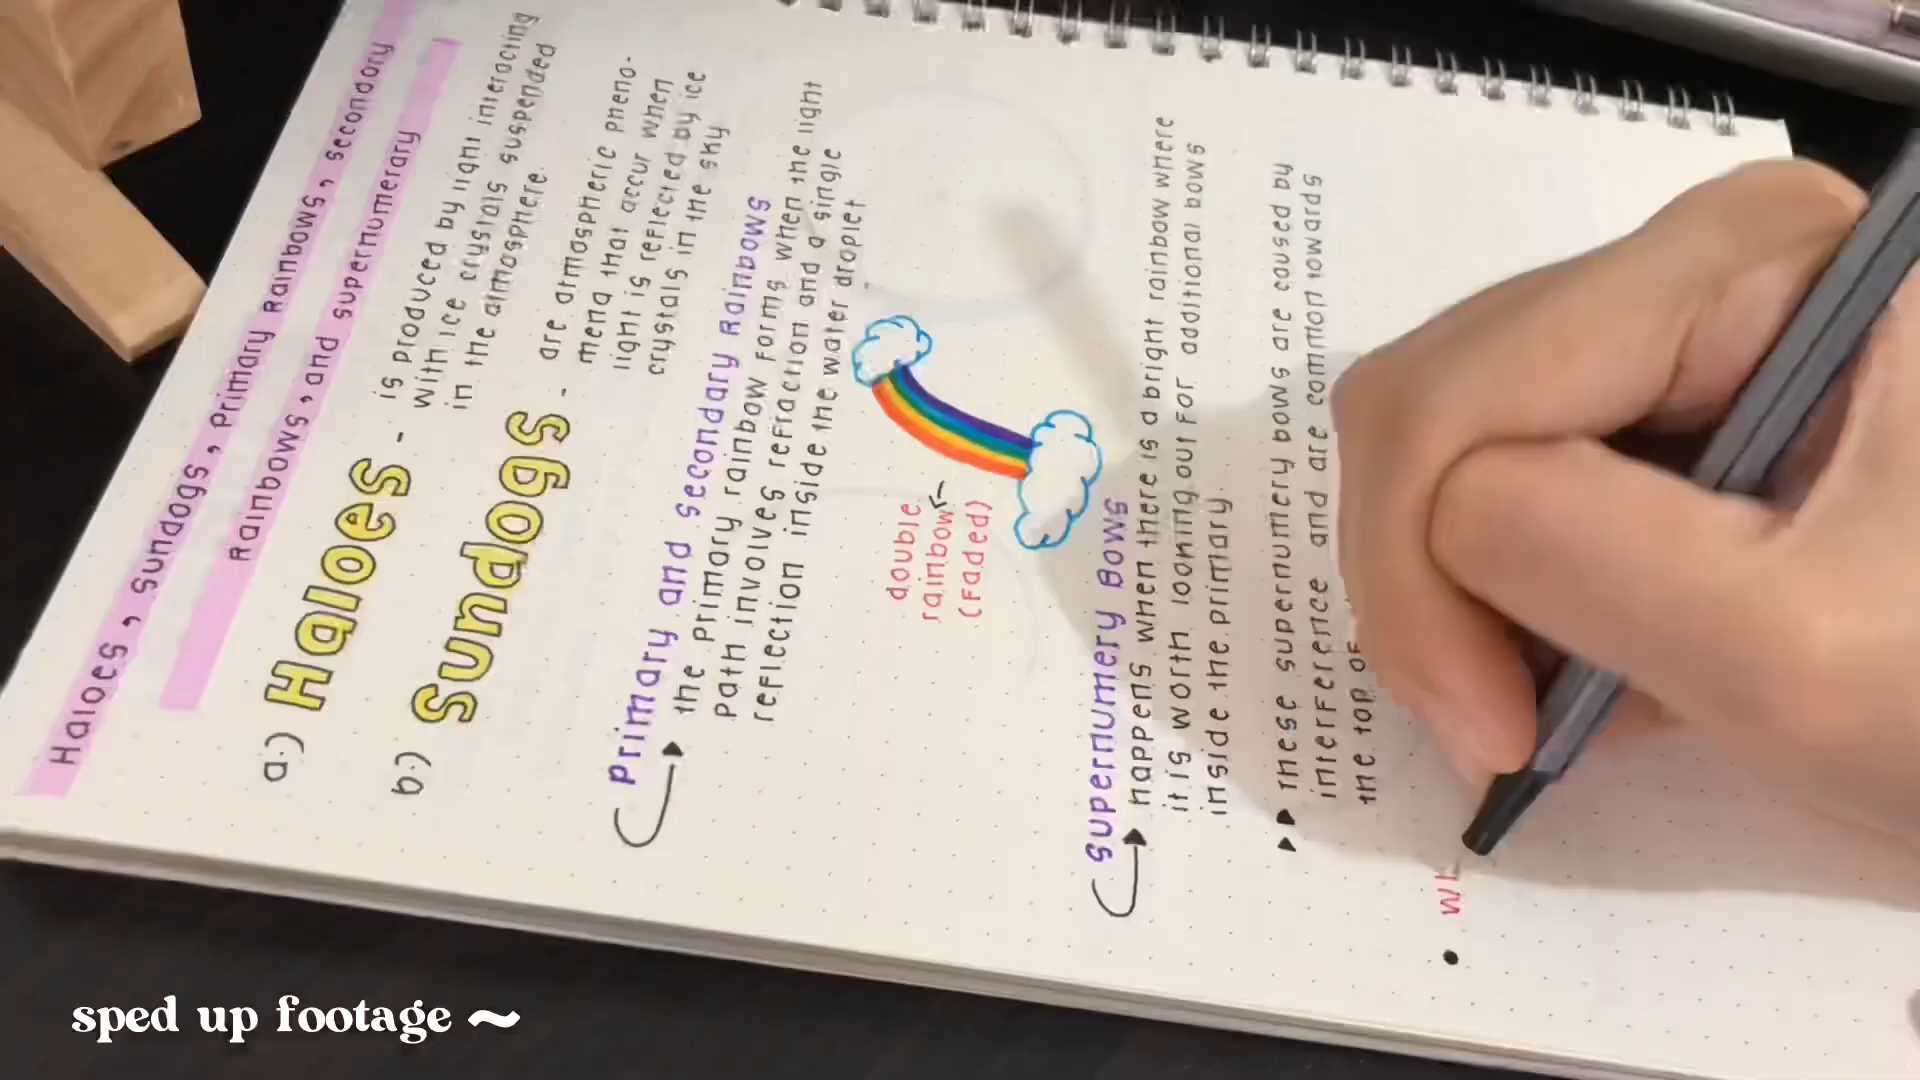 Haloes, sundogs, primary Rainbows, secondary
Rainbows, and supernumerary
a.) Haloes - is produced by light interacting
with ice crystals suspended
in the atmosphere.
b.) Sundogs - are atmospheric pheno-
mena that accur when
light is reflected by ice
crystals in the sky
Primary and secondary Rainbows
the primary rainbow forms when the light
path involves refraction and a single
reflection inside the water droplet
double
rainbow
(faded)
supernumery Bows
happens when there is a bright rainbow where
it is worth looking out for additional bows
inside the primary.
These supernumery bows are caused by
interference and are common towards
the top of
sped up footage ~